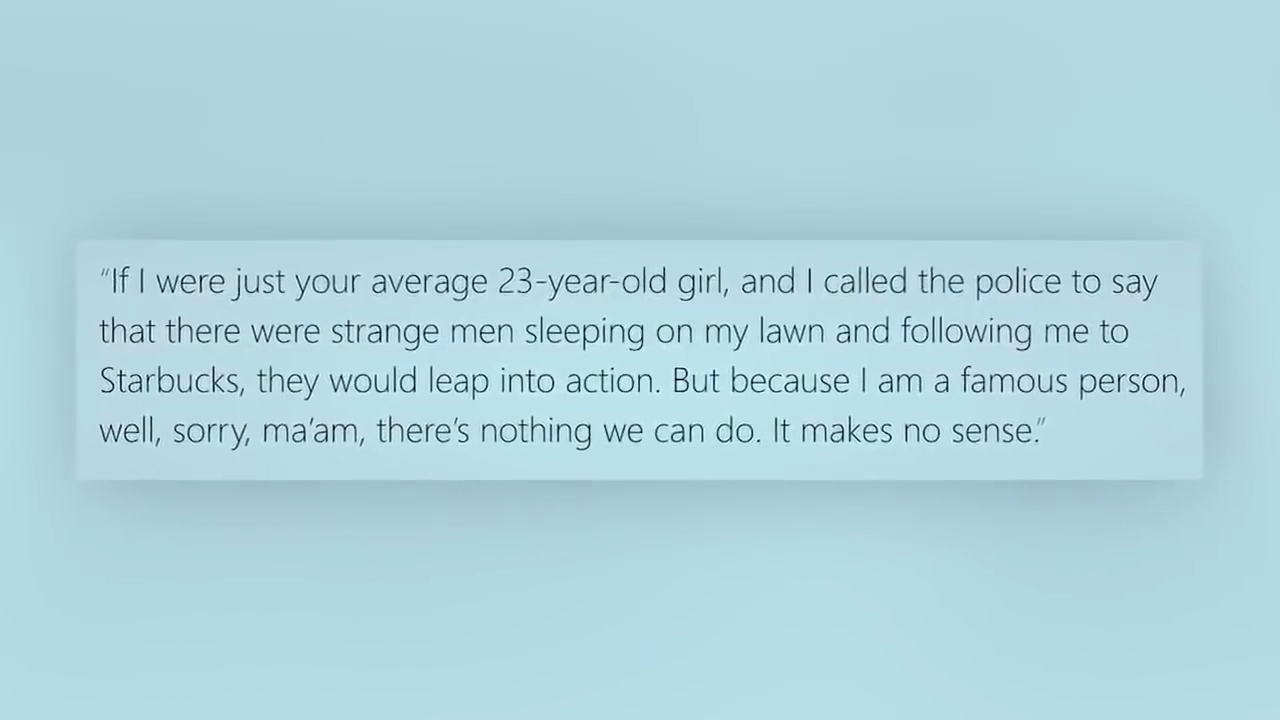 “If I were just your average 23-year-old girl, and I called the police to say
that there were strange men sleeping on my lawn and following me to
Starbucks, they would leap into action. But because I am a famous person,
well, sorry, ma’am, there’s nothing we can do. It makes no sense.”